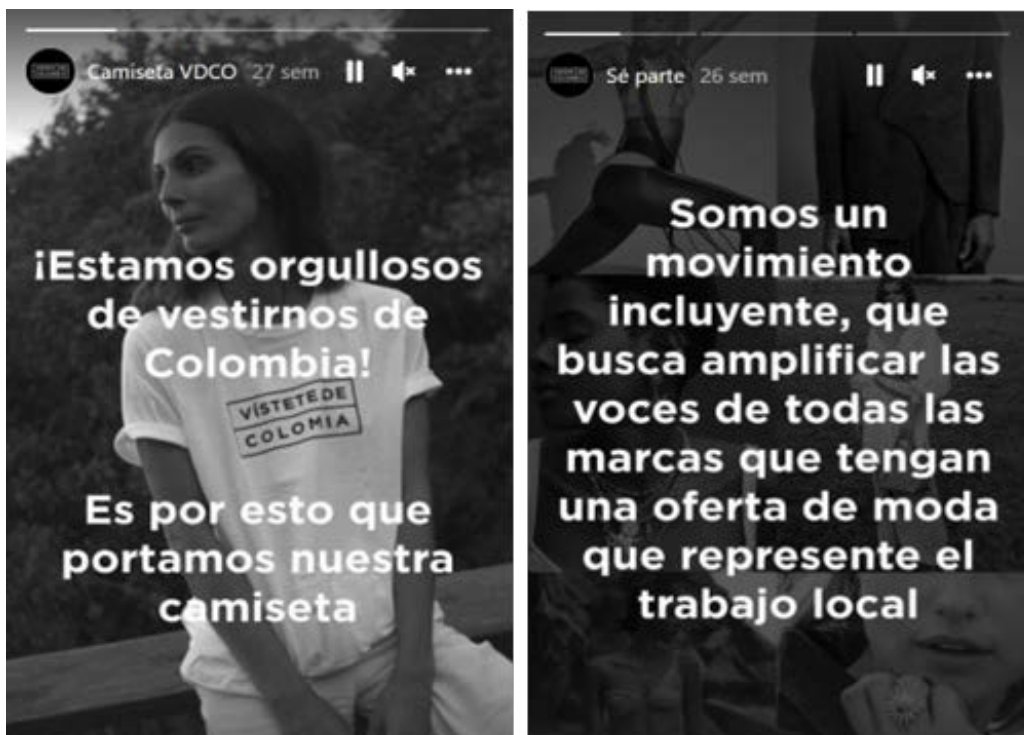 Camiseta VDCO 27 sem
¡Estamos orgullosos
de vestirnos de
Colombia!
VÍSTETE DE
COLOMIA
Es por esto que
portamos nuestra
camiseta
Sé parte 26 sem
Somos un
movimiento
incluyente, que
busca amplificar las
voces de todas las
marcas que tengan
una oferta de moda
que represente el
trabajo local